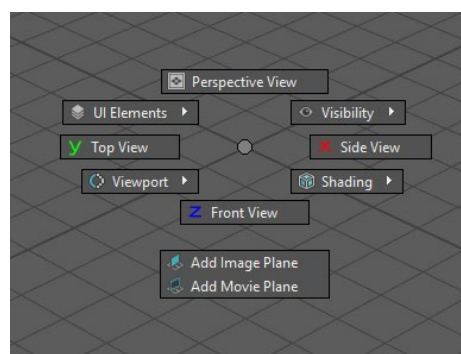 Perspective View
UI Elements
Visibility
Y Top View
X Side View
Viewport
Shading
Z Front View
Add Image Plane
Add Movie Plane